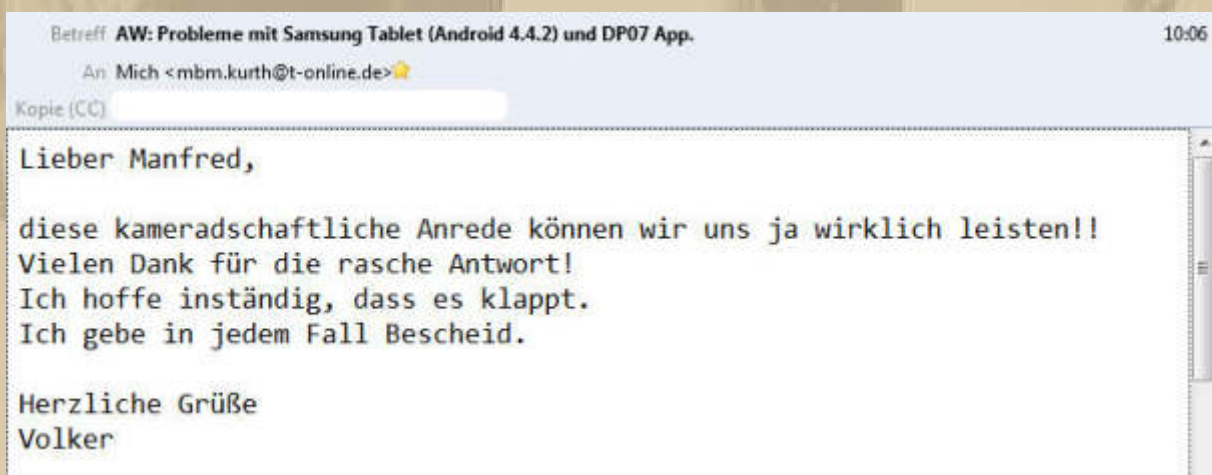 Betreff AW: Probleme mit Samsung Tablet (Android 4.4.2) und DP07 App. 10:06
An Mich <mbm.kurth@t-online.de>
Kopie (CC)
Lieber Manfred,
diese kameradschaftliche Anrede können wir uns ja wirklich leisten!!
Vielen Dank für die rasche Antwort!
Ich hoffe inständig, dass es klappt.
Ich gebe in jedem Fall Bescheid.
Herzliche Grüße
Volker